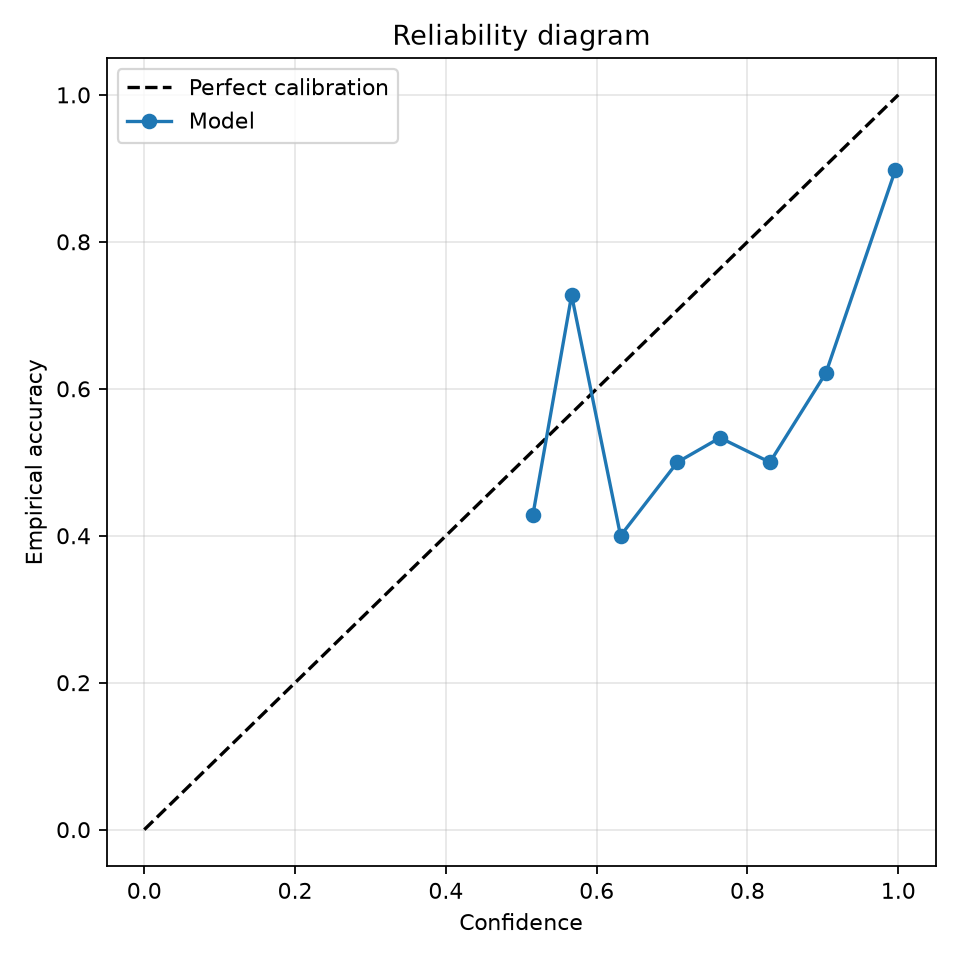 Reliability diagram
Perfect calibration
Model
1.0
0.8
0.6
0.4
0.2
0.0
Empirical accuracy
0.0 0.2 0.4 0.6 0.8 1.0
Confidence